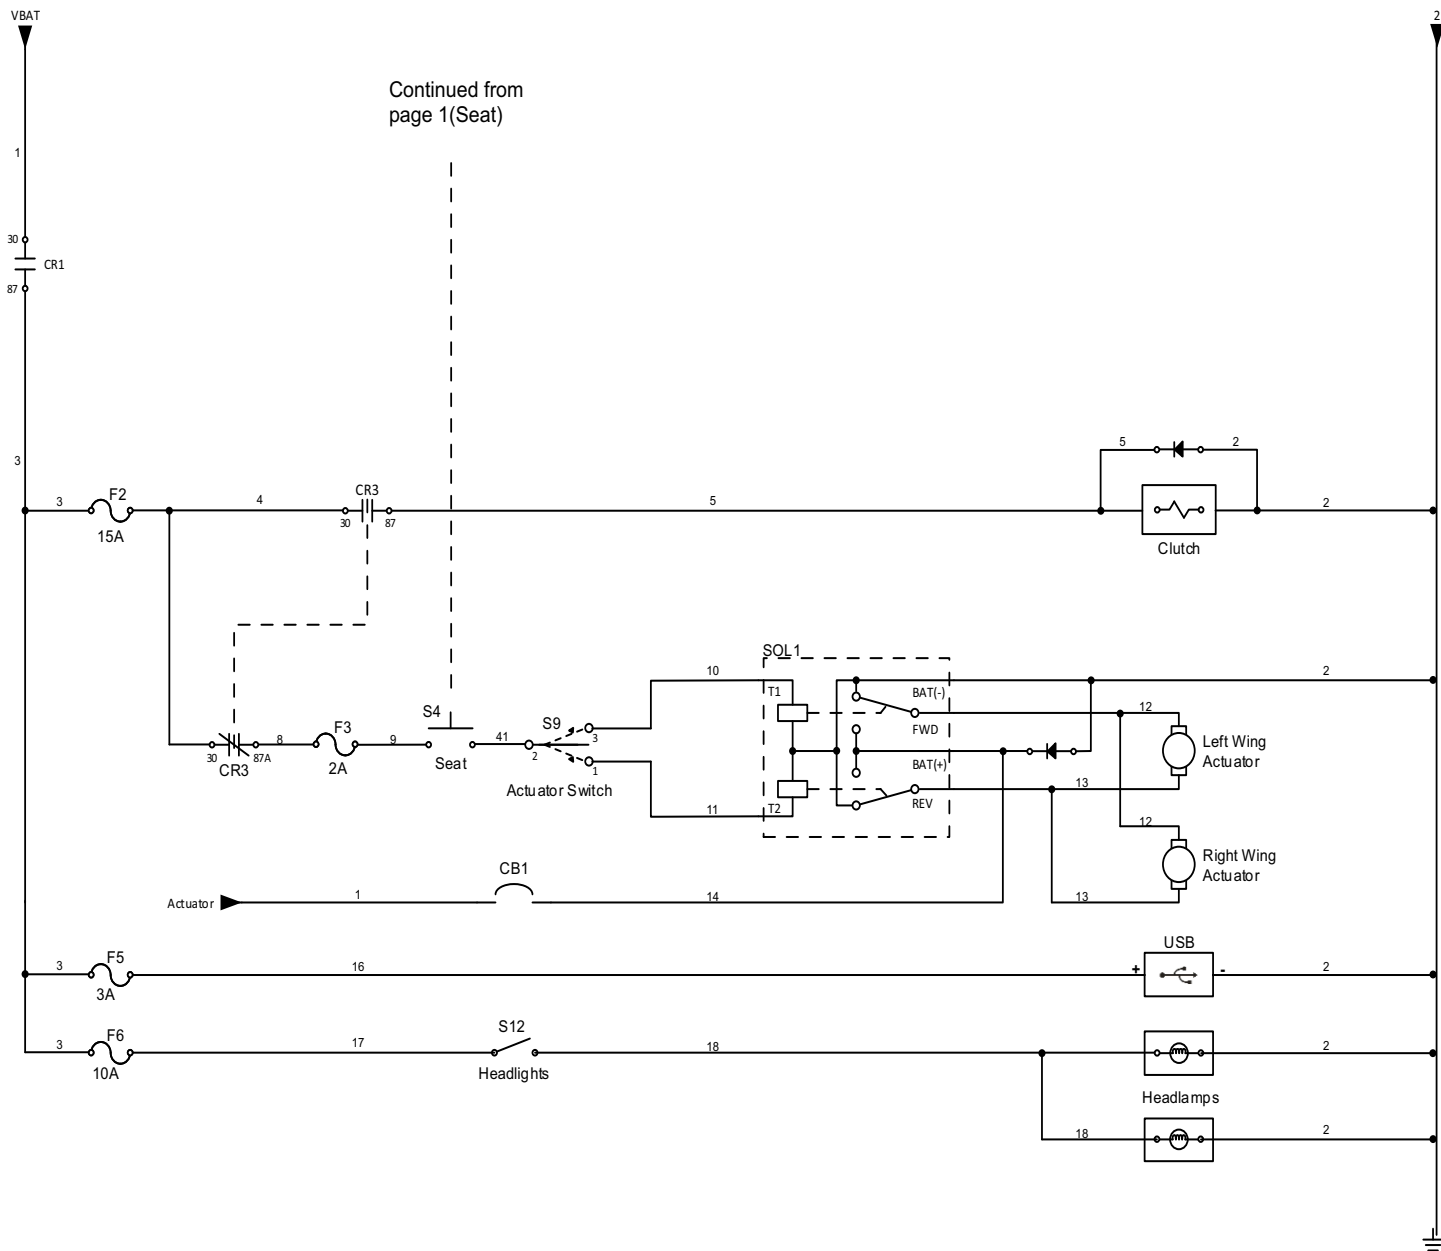 VBAT
2
Continued from
page 1(Seat)
1
30
CR1
87
3
5
2
3
F2
15A
4
CR3
30
87
5
2
Clutch
SOL1
10
T1
BAT(-)
FWD
BAT(+)
REV
T2
2
12
Left Wing
Actuator
13
30
CR3
87A
8
F3
2A
9
S4
Seat
41
S9
3
2
1
Actuator Switch
11
12
Right Wing
Actuator
13
CB1
Actuator
1
14
USB
3
F5
3A
16
+
-
2
3
F6
10A
17
S12
Headlights
18
2
Headlamps
18
2